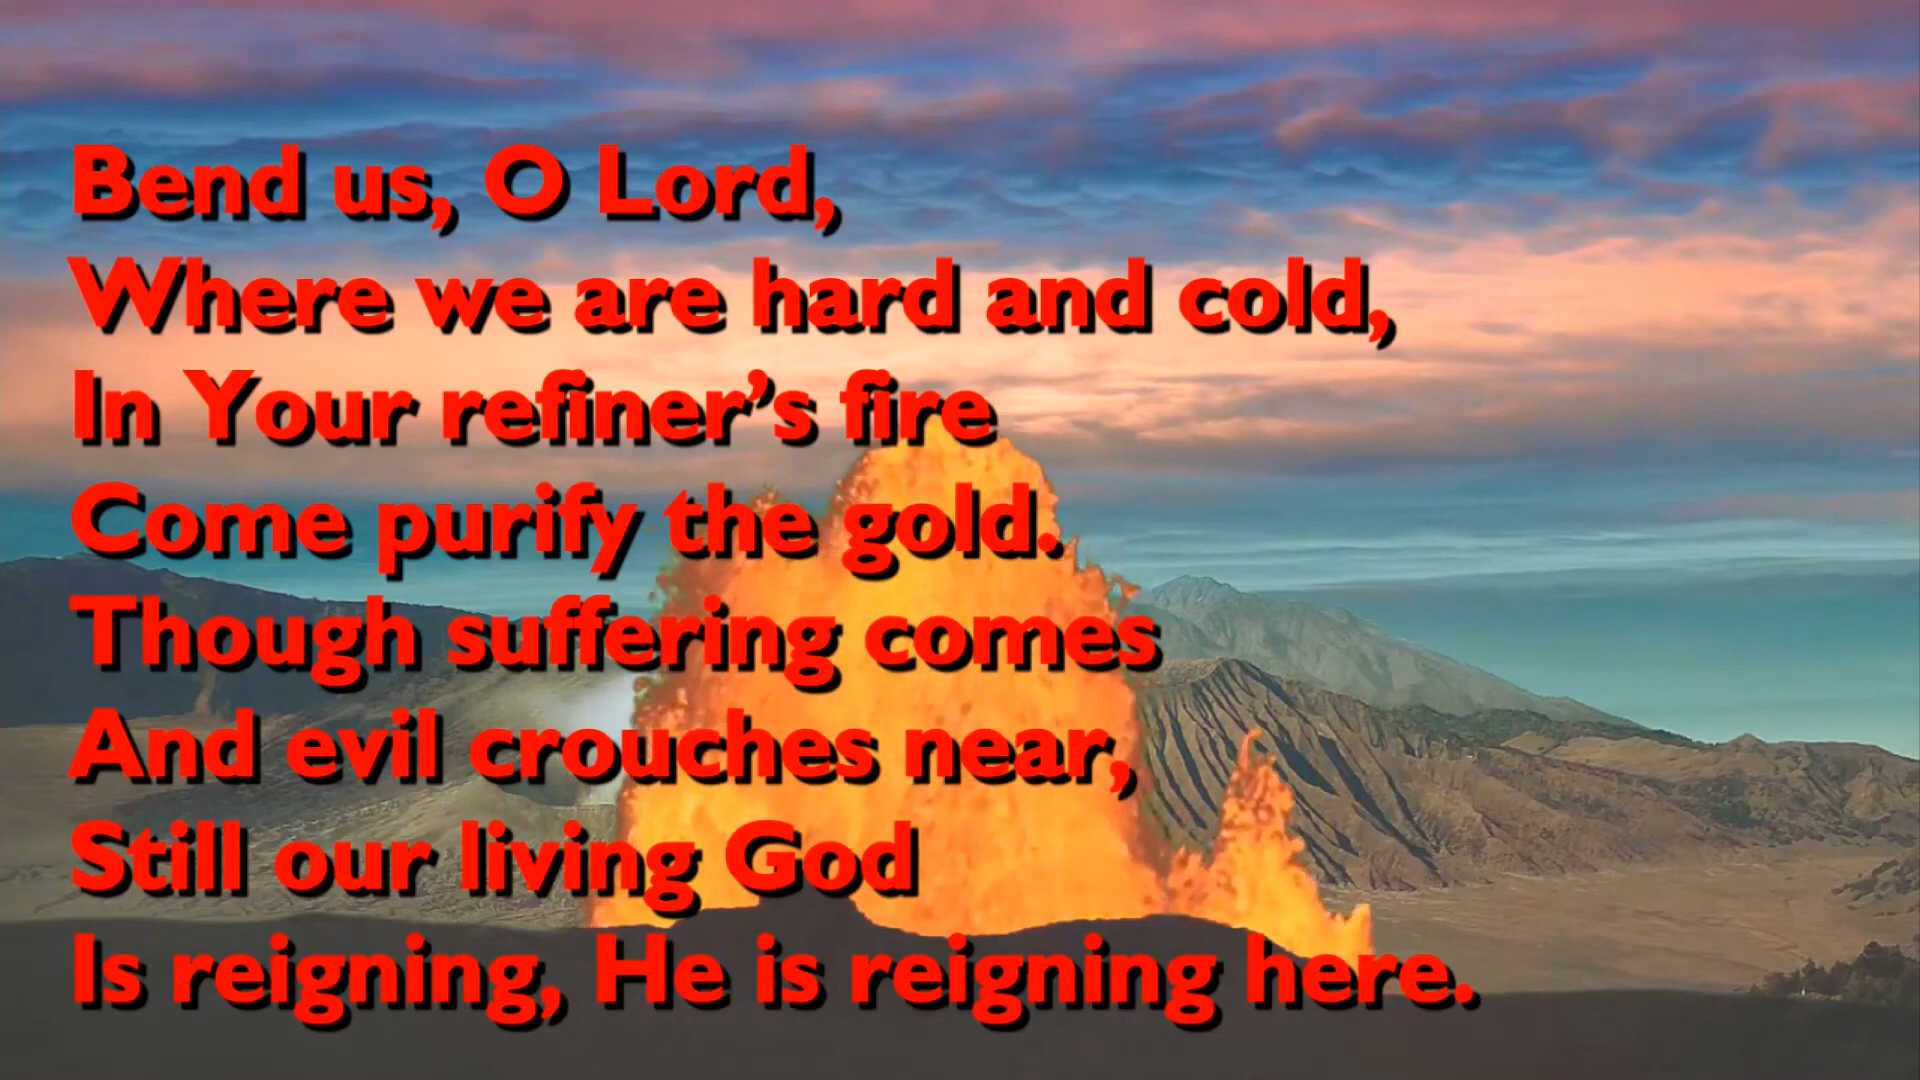 Bend us, O Lord,
Where we are hard and cold,
In Your refiner’s fire
Come purify the gold.
Though suffering comes
And evil crouches near,
Still our living God
Is reigning, He is reigning here.